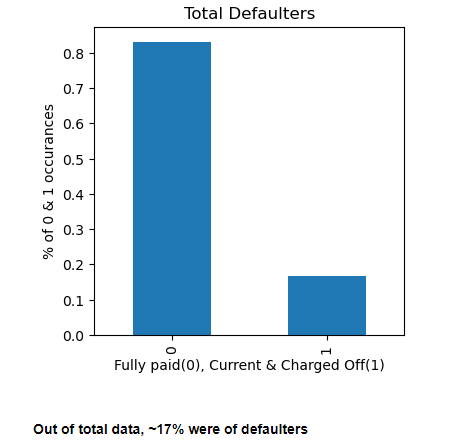 Total Defaulters
% of 0 & 1 occurances
0.8
0.7
0.6
0.5
0.4
0.3
0.2
0.1
0.0
0
1
Fully paid(0), Current & Charged Off(1)
Out of total data, ~17% were of defaulters